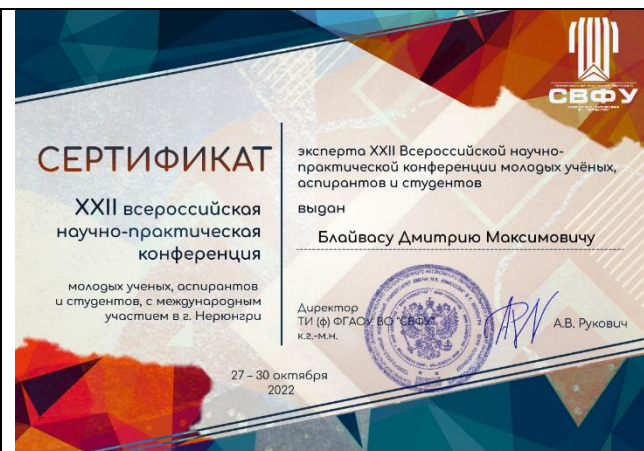 СВФУ
СЕРТИФИКАТ
XXII всероссийская
научно-практическая
конференция
молодых ученых, аспирантов
и студентов, с международным
участием в г. Нерюнгри
27 – 30 октября
2022
эксперта XXII Всероссийской научно-
практической конференции молодых учёных,
аспирантов и студентов
выдан
Блайвасу Дмитрию Максимовичу
Директор
ТИ (ф) ФГАОУ ВО "СВФУ",
к.г.-м.н.
А.В. Рукович